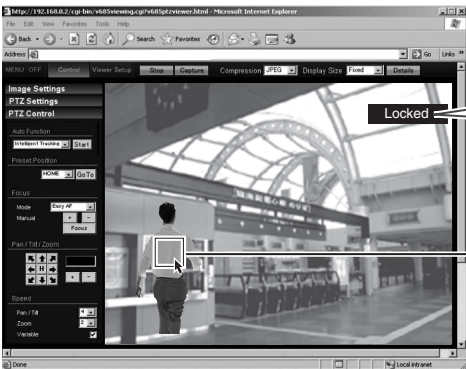 http://192.168.0.2/cgi-bin/v685viewing.cgi?v685ptzviewer.html - Microsoft Internet Explorer
File Edit View Favorites Tools Help
Back Search Favorites
Address Go Links »
MENU OFF Control Viewer Setup Stop Capture Compression JPEG Display Size Fixed Details
Image Settings
PTZ Settings
PTZ Control
Locked
Auto Function
Intelligent Tracking Start
Preset Position
HOME GoTo
Focus
Mode Easy AF
Manual + -
Focus
Pan / Tilt / Zoom
+ -
Speed
Pan / Tilt 4
Zoom 8
Variable
Done Local intranet